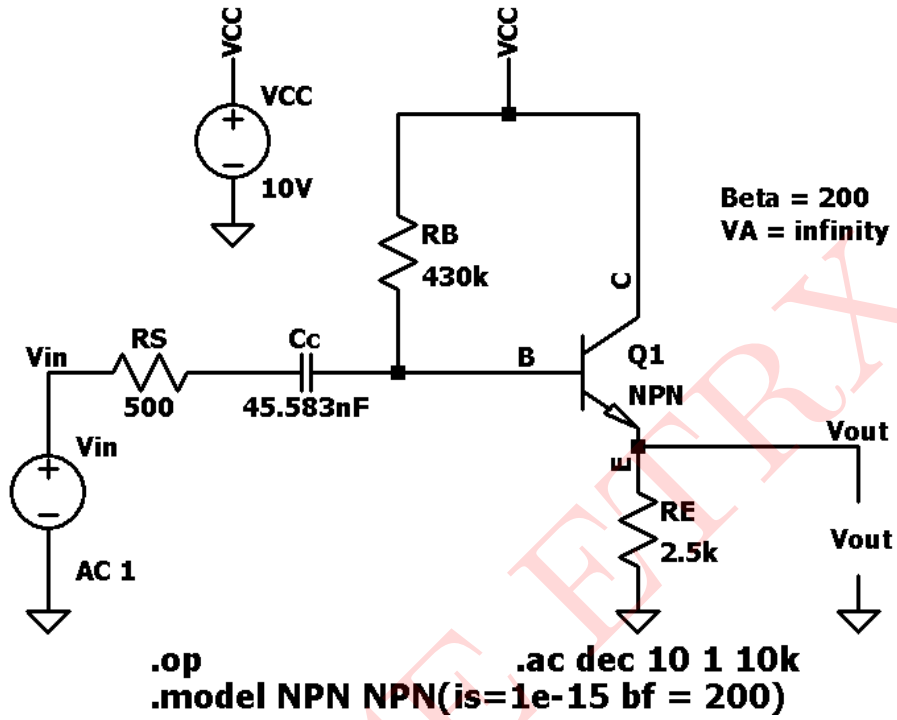 VCC
VCC
VCC
10V
RB
430k
Beta = 200
VA = infinity
C
RS
500
Cc
45.583nF
Vin
B
Q1
NPN
Vin
AC 1
E
RE
2.5k
Vout
Vout
.op
.ac dec 10 1 10k
.model NPN NPN(is=1e-15 bf = 200)
ETRX